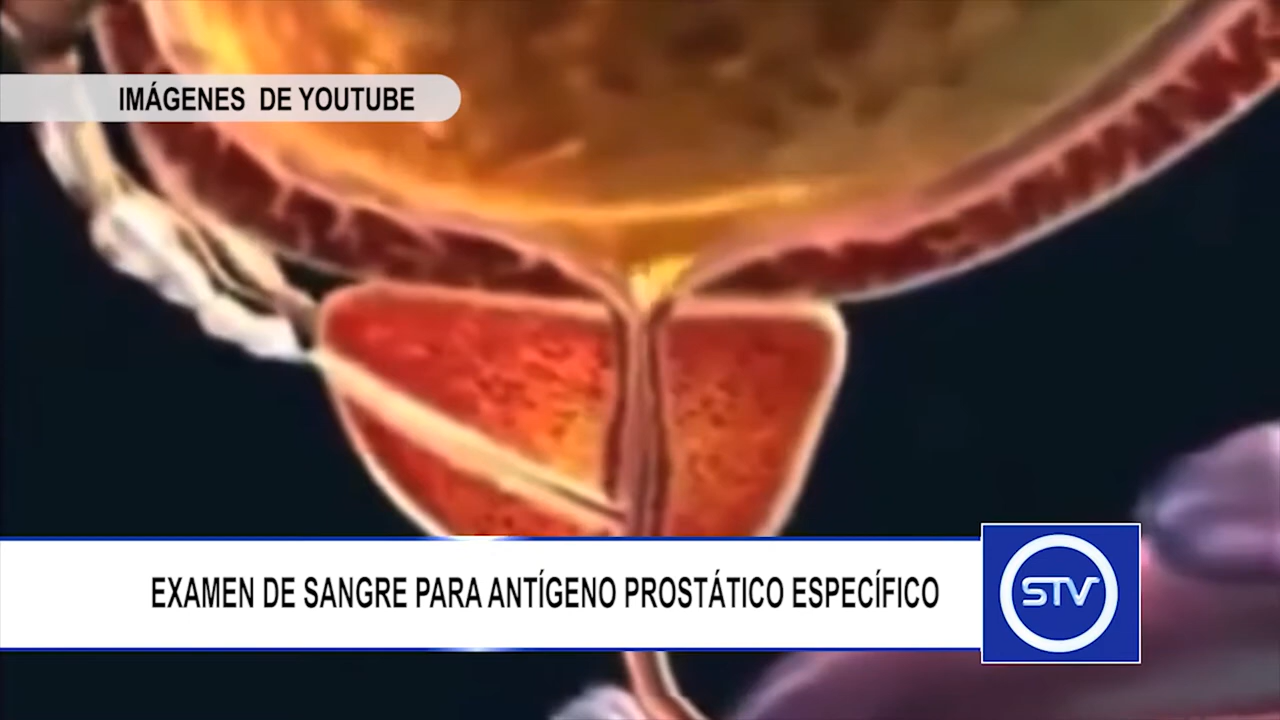 IMÁGENES DE YOUTUBE
EXAMEN DE SANGRE PARA ANTÍGENO PROSTÁTICO ESPECÍFICO
STV